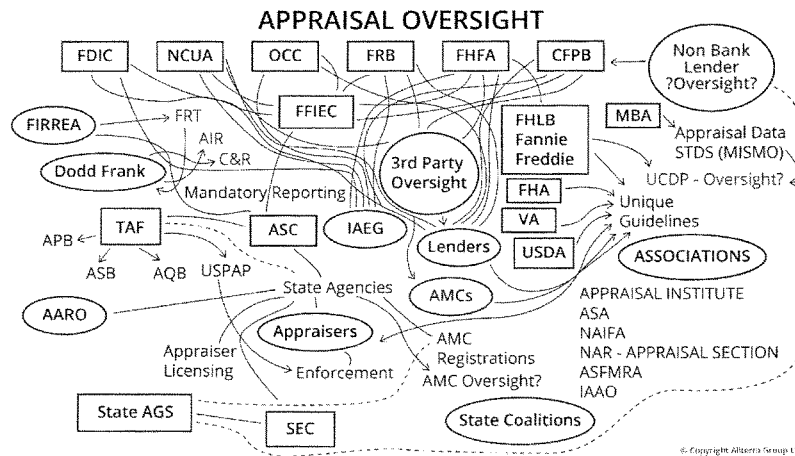 APPRAISAL OVERSIGHT
FDIC
NCUA
OCC
FRB
FHFA
CFPB
Non Bank
Lender
?Oversight?
FFIEC
FIRREA
FRT
AIR
C&R
Dodd Frank
Mandatory Reporting
3rd Party
Oversight
FHLB
Fannie
Freddie
MBA
Appraisal Data
STDS (MISMO)
UCDP - Oversight?
FHA
VA
USDA
Unique
Guidelines
TAF
APB
ASB
AQB
USPAP
ASC
IAEG
Lenders
ASSOCIATIONS
State Agencies
AMCs
AARO
Appraisers
APPRAISAL INSTITUTE
ASA
NAIFA
NAR - APPRAISAL SECTION
ASFMRA
IAAO
Appraiser
Licensing
Enforcement
AMC
Registrations
AMC Oversight?
State AGS
SEC
State Coalitions
© Copyright Allterra Group L